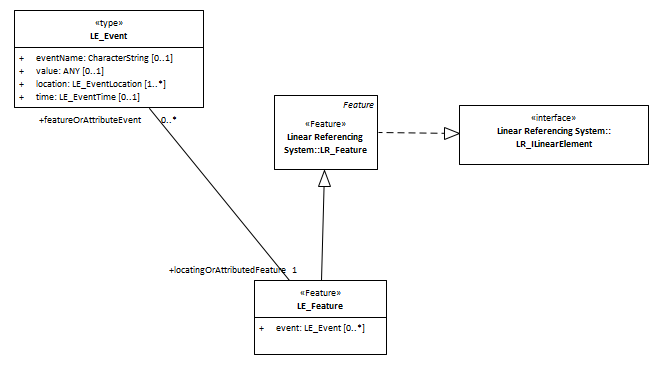 «type»
LE_Event
+ eventName: CharacterString [0..1]
+ value: ANY [0..1]
+ location: LE_EventLocation [1..*]
+ time: LE_EventTime [0..1]
+featureOrAttributeEvent 0..*
Feature
«Feature»
Linear Referencing
System::LR_Feature
«interface»
Linear Referencing System::
LR_ILinearElement
+locatingOrAttributedFeature 1
«Feature»
LE_Feature
+ event: LE_Event [0..*]